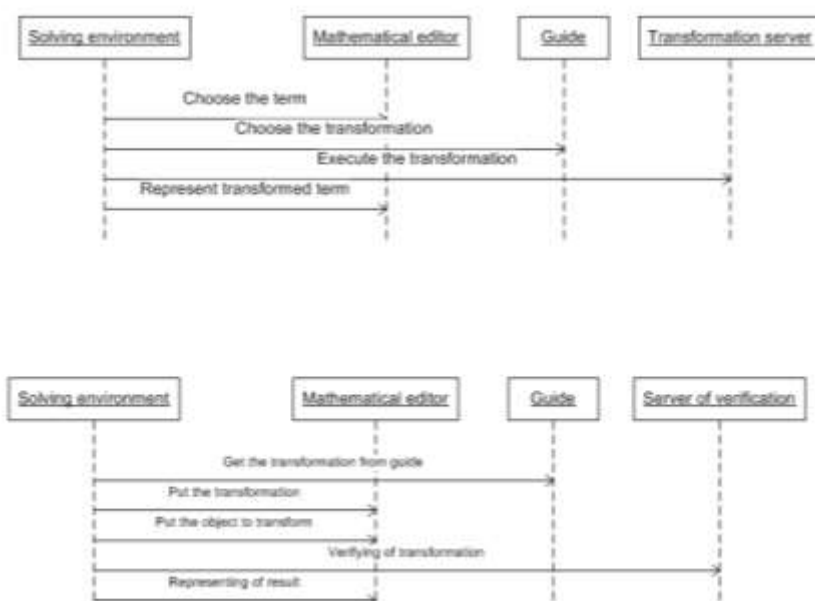 Solving environment
Mathematical editor
Guide
Transformation server
Choose the term
Choose the transformation
Execute the transformation
Represent transformed term
Solving environment
Mathematical editor
Guide
Server of verification
Get the transformation from guide
Put the transformation
Put the object to transform
Verifying of transformation
Representing of result